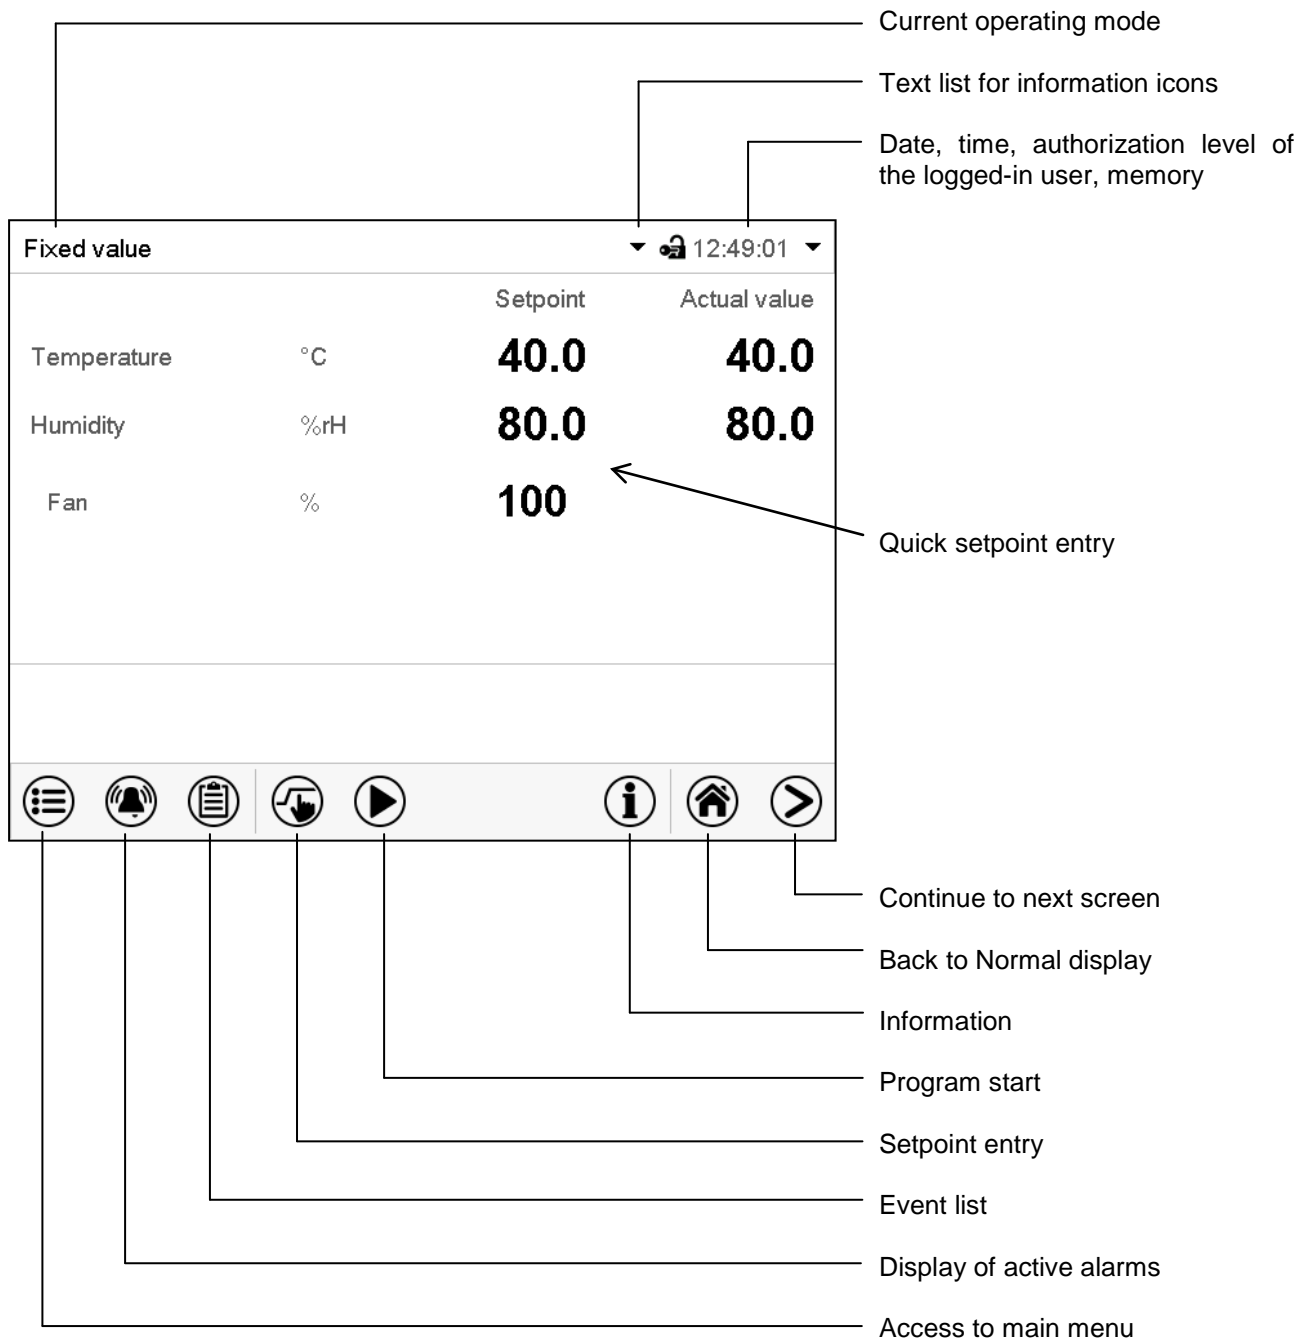 Current operating mode
Text list for information icons
Date, time, authorization level of
the logged-in user, memory
Fixed value
12:49:01
Setpoint Actual value
Temperature °C 40.0 40.0
Humidity %rH 80.0 80.0
Fan % 100
Quick setpoint entry
Continue to next screen
Back to Normal display
Information
Program start
Setpoint entry
Event list
Display of active alarms
Access to main menu